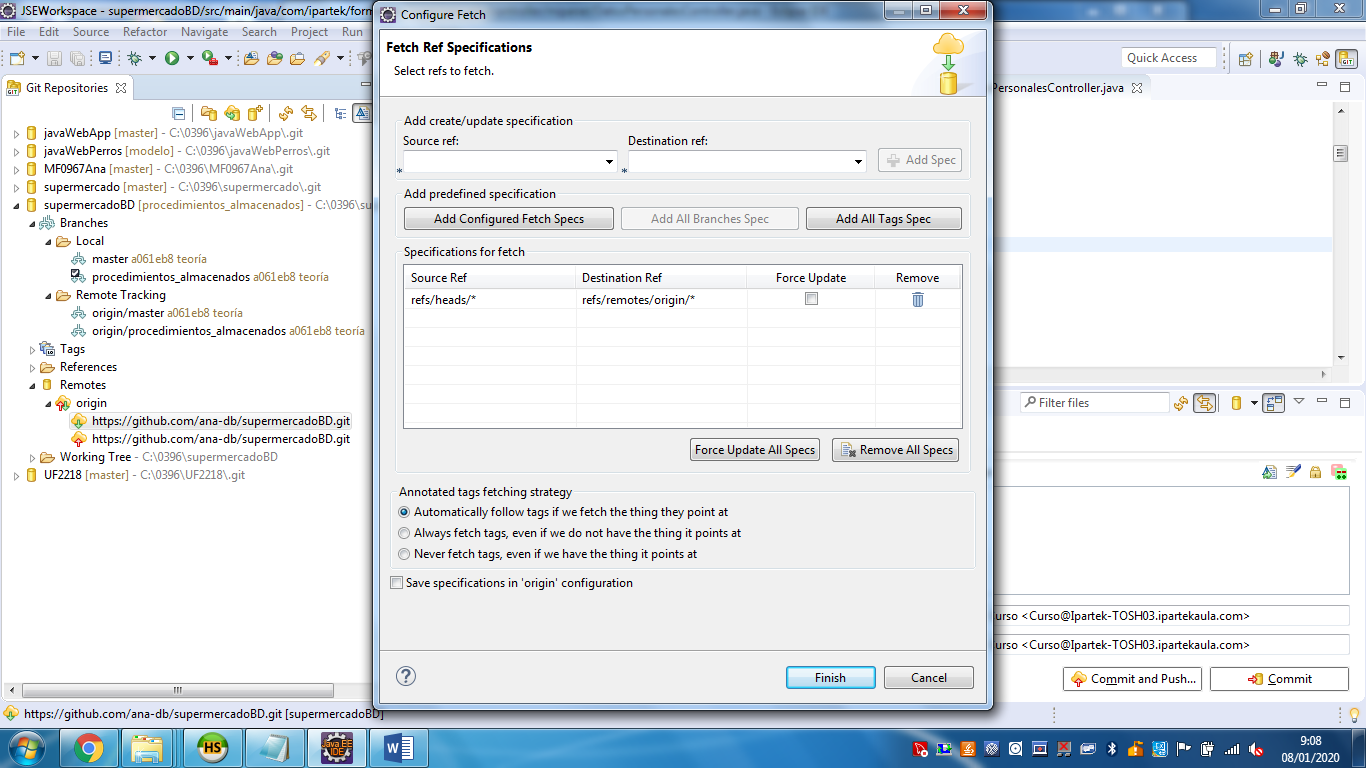 JSEWorkspace - supermercadoBD/src/main/java/com/ipartek/form
File Edit Source Refactor Navigate Search Project Run
Quick Access
Git Repositories
javaWebApp [master] - C:\0396\javaWebApp\.git
javaWebPerros [modelo] - C:\0396\javaWebPerros\.git
MF0967Ana [master] - C:\0396\MF0967Ana\.git
supermercado [master] - C:\0396\supermercado\.git
supermercadoBD [procedimientos_almacenados] - C:\0396\su
Branches
Local
master a061eb8 teoría
procedimientos_almacenados a061eb8 teoría
Remote Tracking
origin/master a061eb8 teoría
origin/procedimientos_almacenados a061eb8 teoría
Tags
References
Remotes
origin
https://github.com/ana-db/supermercadoBD.git
https://github.com/ana-db/supermercadoBD.git
Working Tree - C:\0396\supermercadoBD
UF2218 [master] - C:\0396\UF2218\.git
Configure Fetch
Fetch Ref Specifications
Select refs to fetch.
Add create/update specification
Source ref: Destination ref:
* * Add Spec
Add predefined specification
Add Configured Fetch Specs Add All Branches Spec Add All Tags Spec
Specifications for fetch
Source Ref Destination Ref Force Update Remove
refs/heads/* refs/remotes/origin/*
Force Update All Specs Remove All Specs
Annotated tags fetching strategy
Automatically follow tags if we fetch the thing they point at
Always fetch tags, even if we do not have the thing it points at
Never fetch tags, even if we have the thing it points at
Save specifications in 'origin' configuration
Finish Cancel
PersonalesController.java
Filter files
urso <Curso@Ipartek-TOSH03.ipartekaula.com>
urso <Curso@Ipartek-TOSH03.ipartekaula.com>
Commit and Push... Commit
https://github.com/ana-db/supermercadoBD.git [supermercadoBD]
HS
Java EE
IDE
W
9:08
08/01/2020